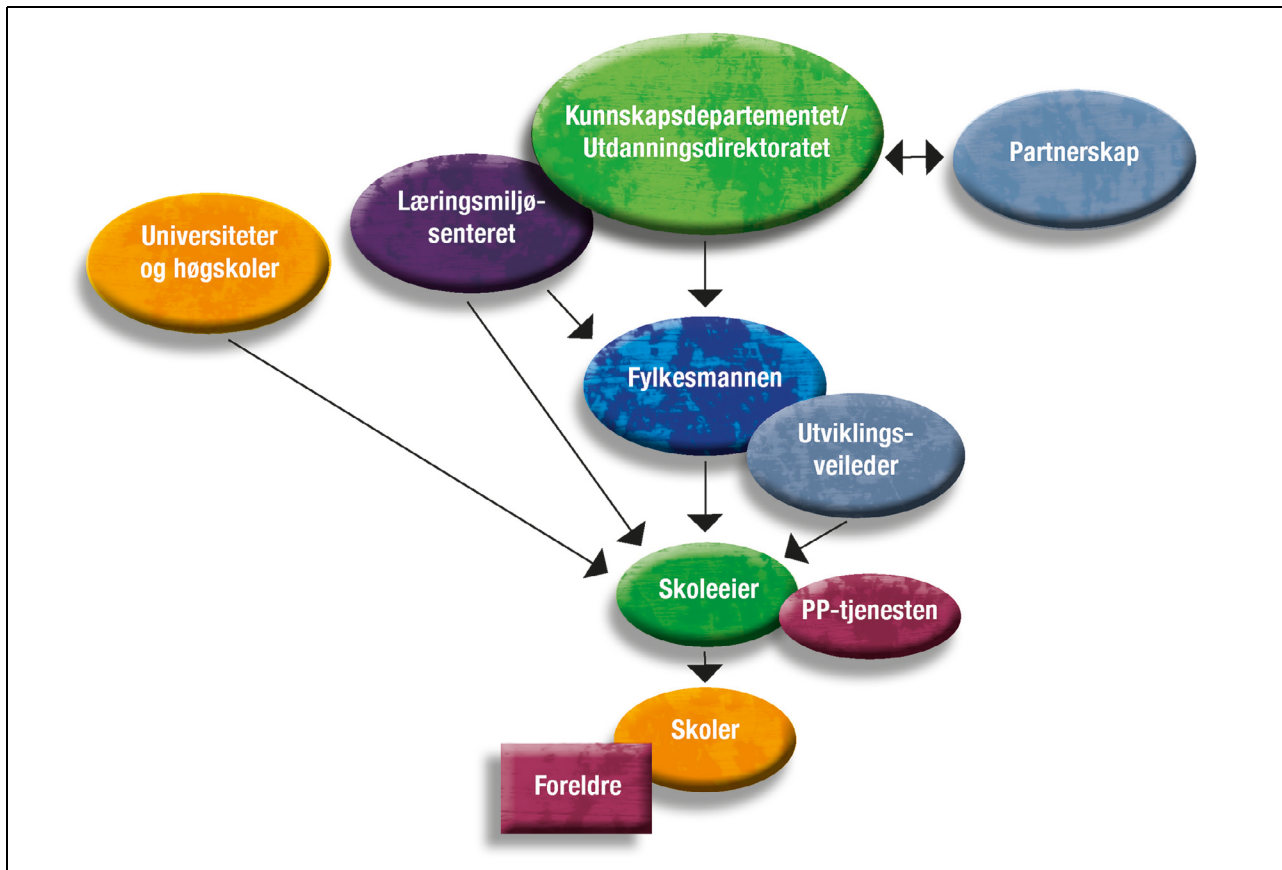 Kunnskapsdepartementet/
Utdanningsdirektoratet
Partnerskap
Læringsmiljø-
senteret
Universiteter
og høgskoler
Fylkesmannen
Utviklings-
veileder
Skoleeier
PP-tjenesten
Skoler
Foreldre